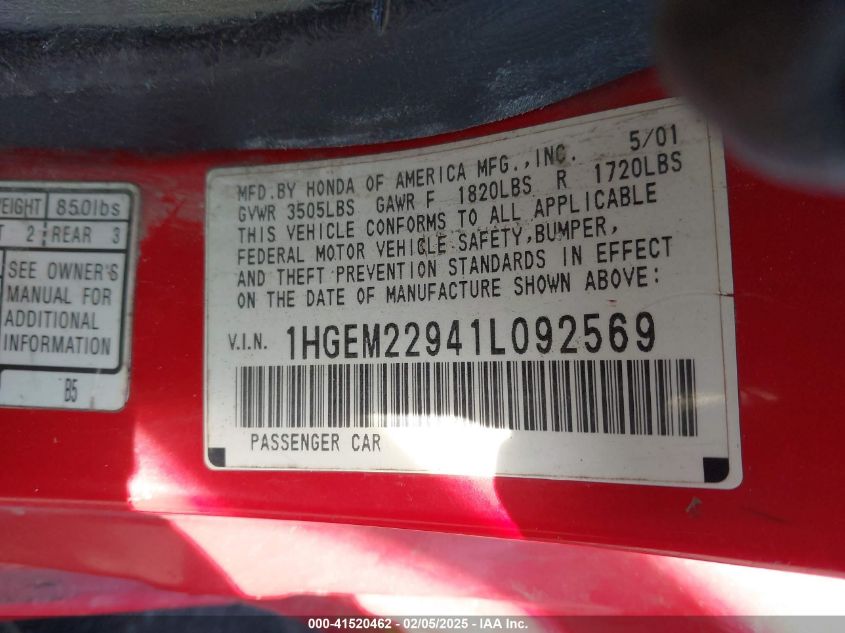 WEIGHT 850lbs
2 REAR 3
SEE OWNER'S
MANUAL FOR
ADDITIONAL
INFORMATION
B5
5/01
MFD.BY HONDA OF AMERICA MFG.,INC.
GVWR 3505LBS GAWR F 1820LBS R 1720LBS
THIS VEHICLE CONFORMS TO ALL APPLICABLE
FEDERAL MOTOR VEHICLE SAFETY,BUMPER,
AND THEFT PREVENTION STANDARDS IN EFFECT
ON THE DATE OF MANUFACTURE SHOWN ABOVE:
V.I.N. 1HGEM22941L092569
PASSENGER CAR
000-41520462 - 02/05/2025 - IAA Inc.